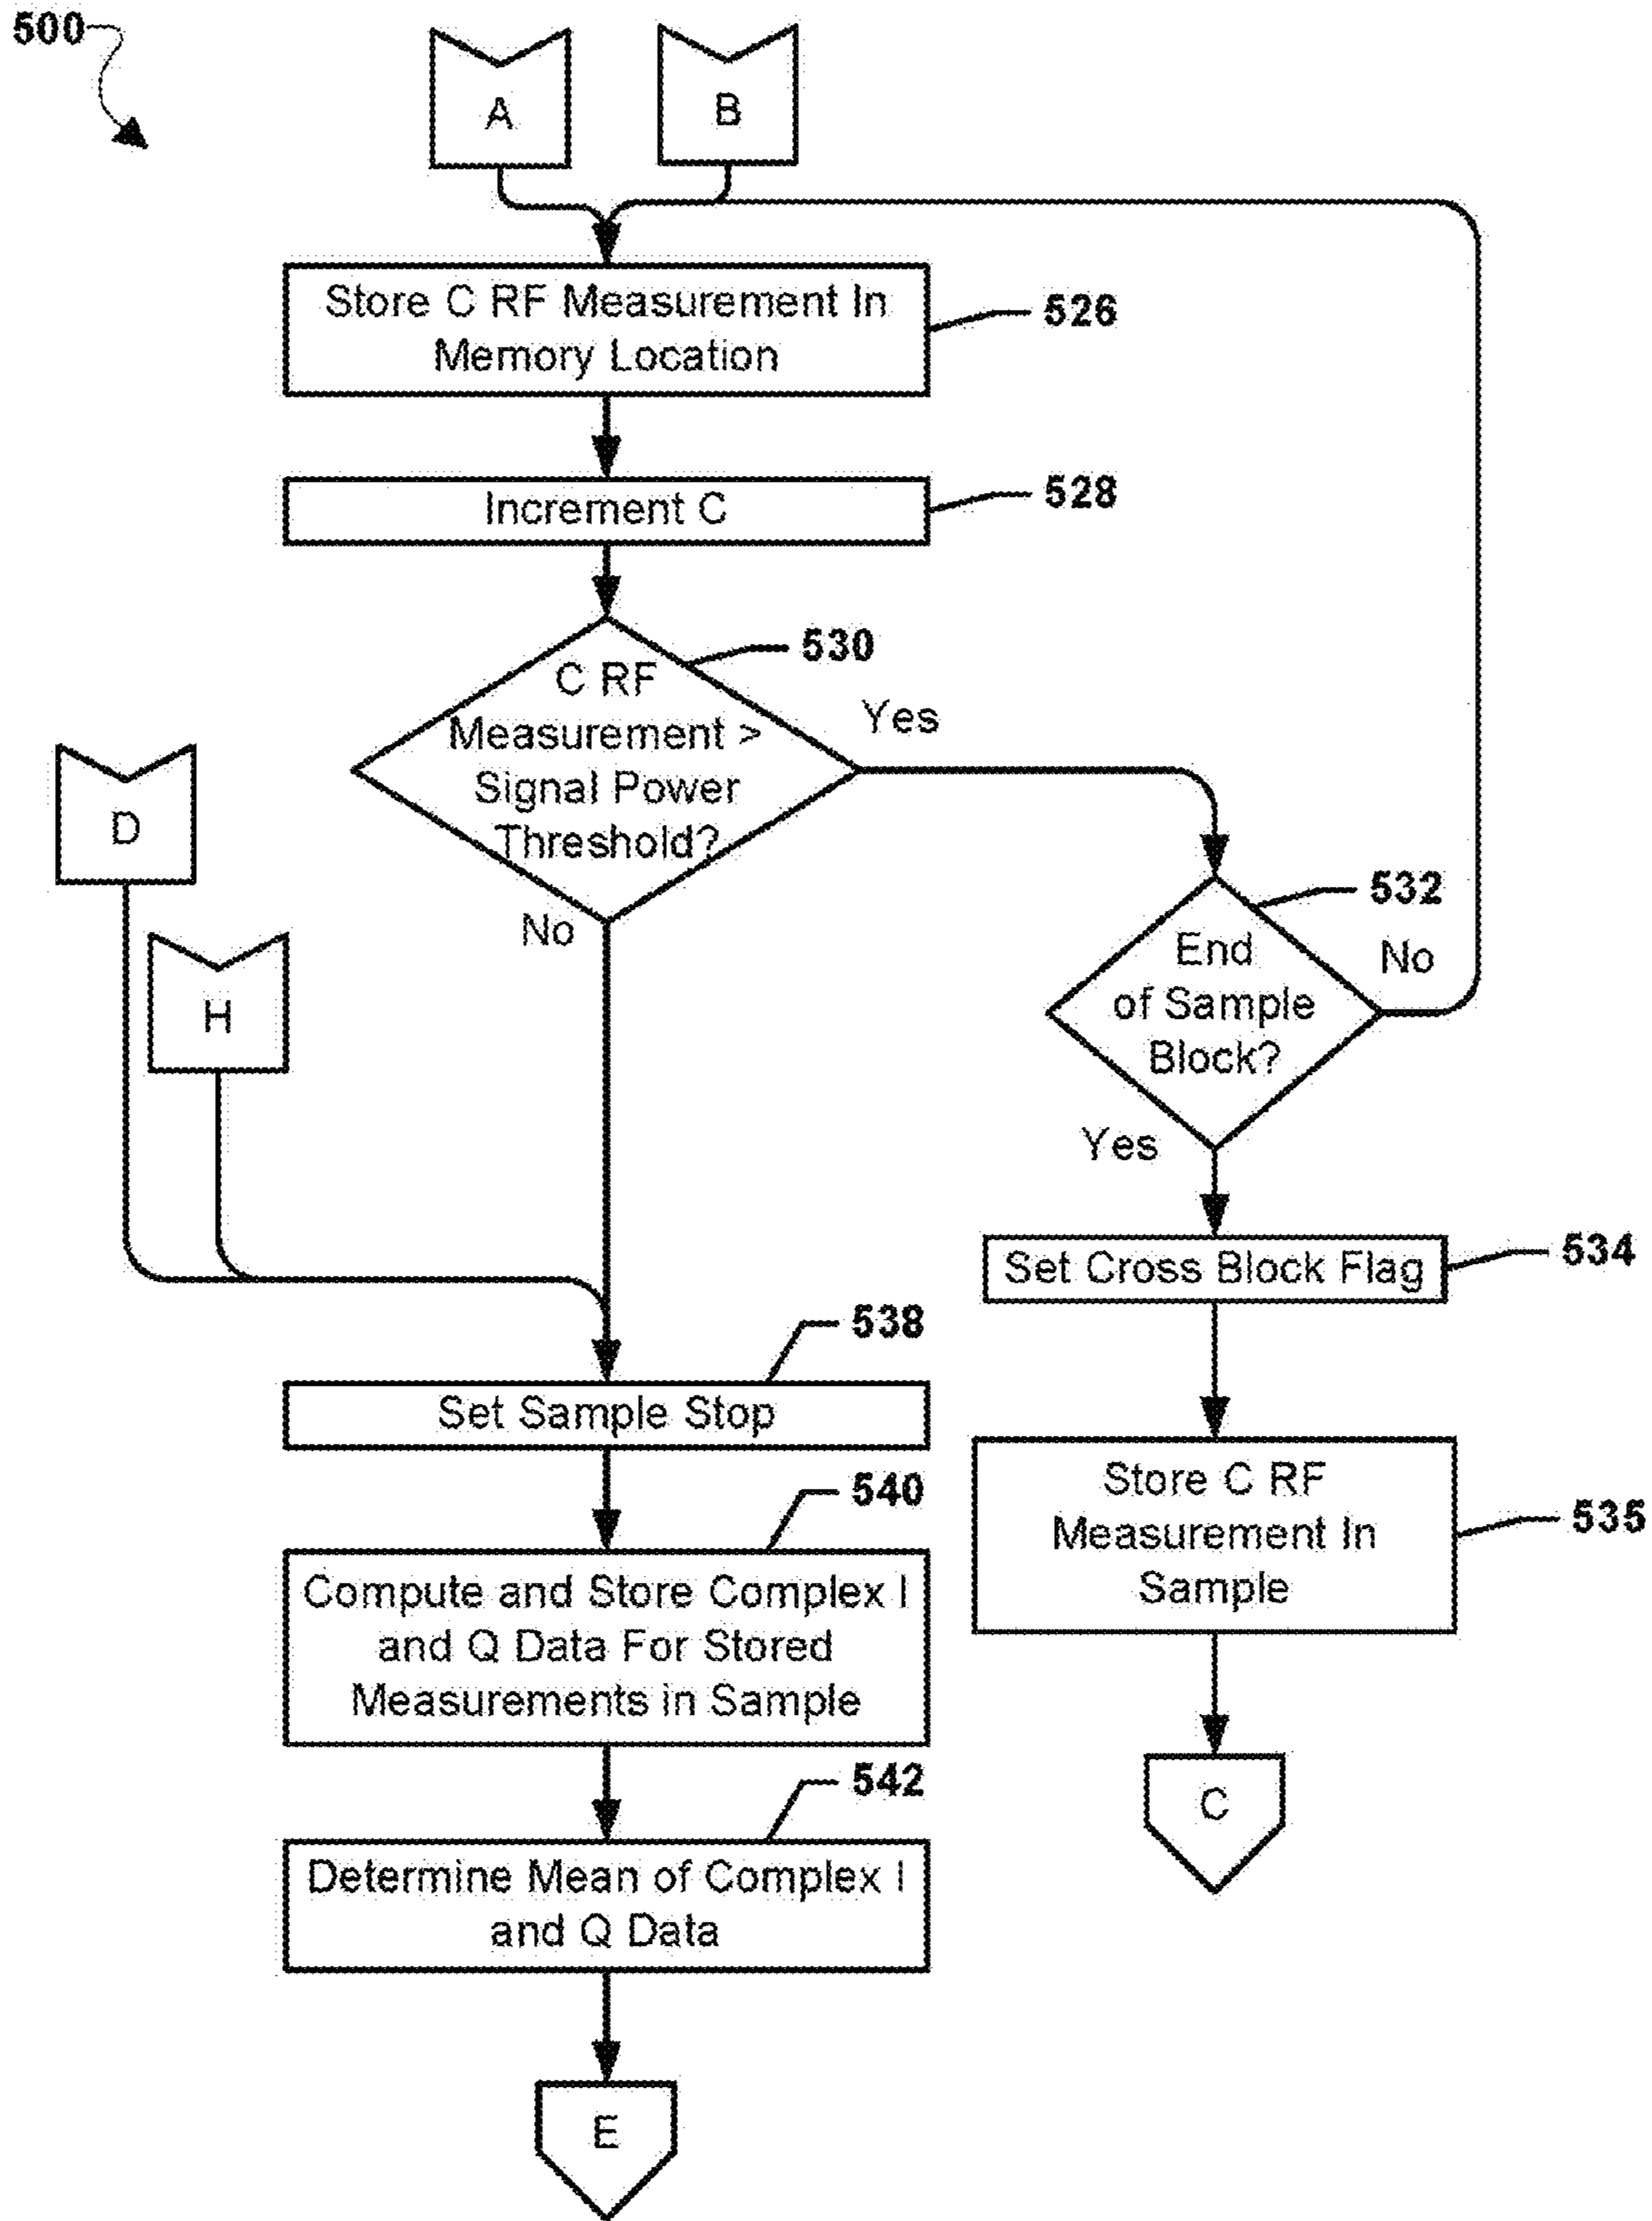 500
A
B
Store C RF Measurement In
Memory Location
526
Increment C
528
530
C RF
Measurement >
Signal Power
Threshold?
Yes
No
D
H
532
End
of Sample
Block?
No
Yes
Set Cross Block Flag
534
538
Set Sample Stop
Store C RF
Measurement In
Sample
535
540
Compute and Store Complex I
and Q Data For Stored
Measurements in Sample
542
Determine Mean of Complex I
and Q Data
C
E